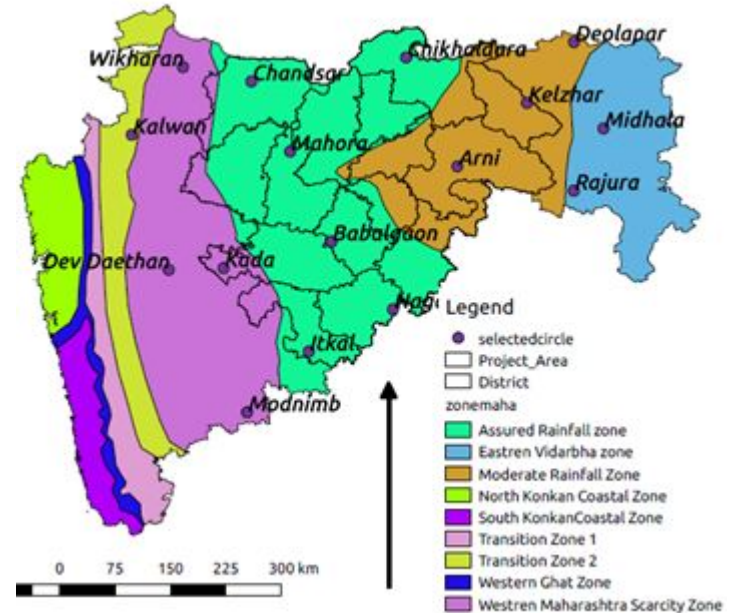 Deolapar
Chikhaldara
Wikharan
Chandsar
Kelzhar
Midhala
Kalwan
Mahora
Arni
Rajura
Babalgaon
Dev Daethan
Kada
Legend
selectedcircle
Itkal
Project_Area
District
zonemaha
Modnimb
Assured Rainfall zone
Eastren Vidarbha zone
Moderate Rainfall Zone
North Konkan Coastal Zone
South KonkanCoastal Zone
Transition Zone 1
Transition Zone 2
Western Ghat Zone
Westren Maharashtra Scarcity Zone
0 75 150 225 300 km